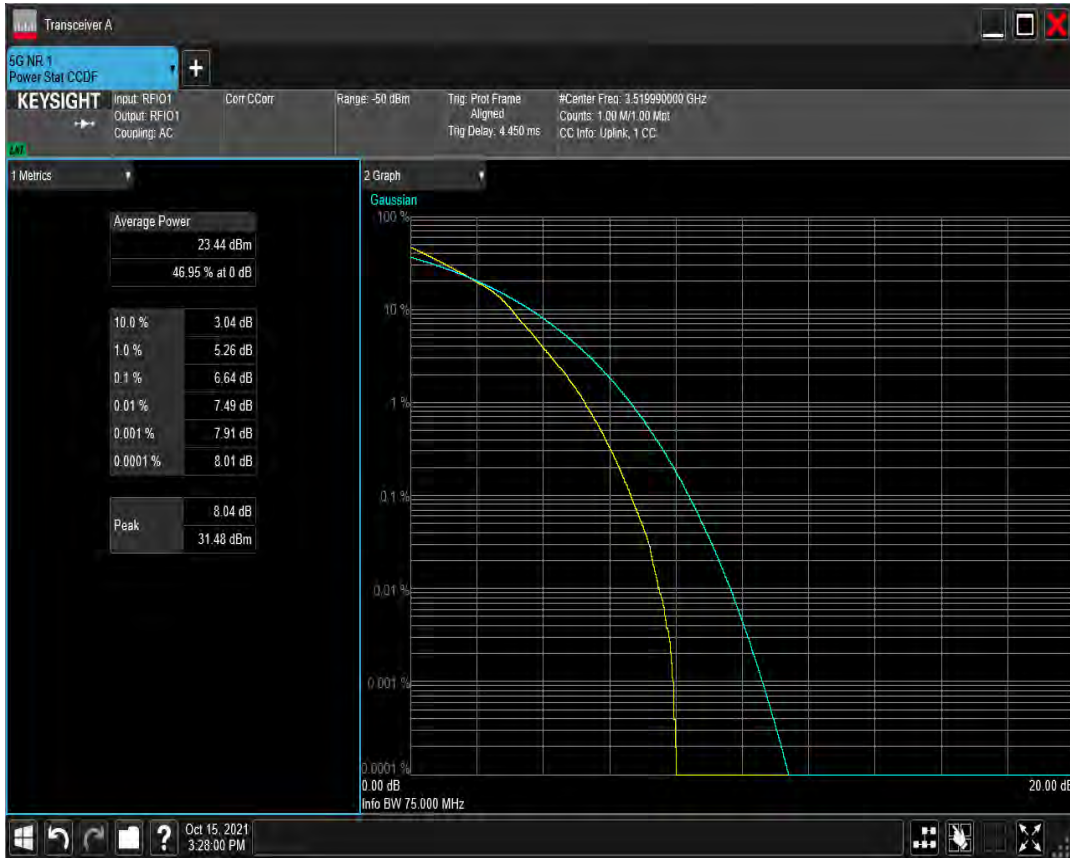 Transceiver A
5G NR 1
Power Stat CCDF
+
KEYSIGHT
Input: RFIO1
Output: RFIO1
Coupling: AC
Corr CCorr
Range: -50 dBm
Trig: Prot Frame
Aligned
Trig Delay: 4.450 ms
#Center Freq: 3.519990000 GHz
Counts: 1.00 M/1.00 Mpt
CC Info: Uplink, 1 CC
1 Metrics
Average Power
23.44 dBm
46.95 % at 0 dB
10.0 % 3.04 dB
1.0 % 5.26 dB
0.1 % 6.64 dB
0.01 % 7.49 dB
0.001 % 7.91 dB
0.0001 % 8.01 dB
Peak
8.04 dB
31.48 dBm
2 Graph
Gaussian
100 %
10 %
1 %
0.1 %
0.01 %
0.001 %
0.0001 %
0.00 dB
20.00 dB
Info BW 75.000 MHz
?
Oct 15, 2021
3:28:00 PM